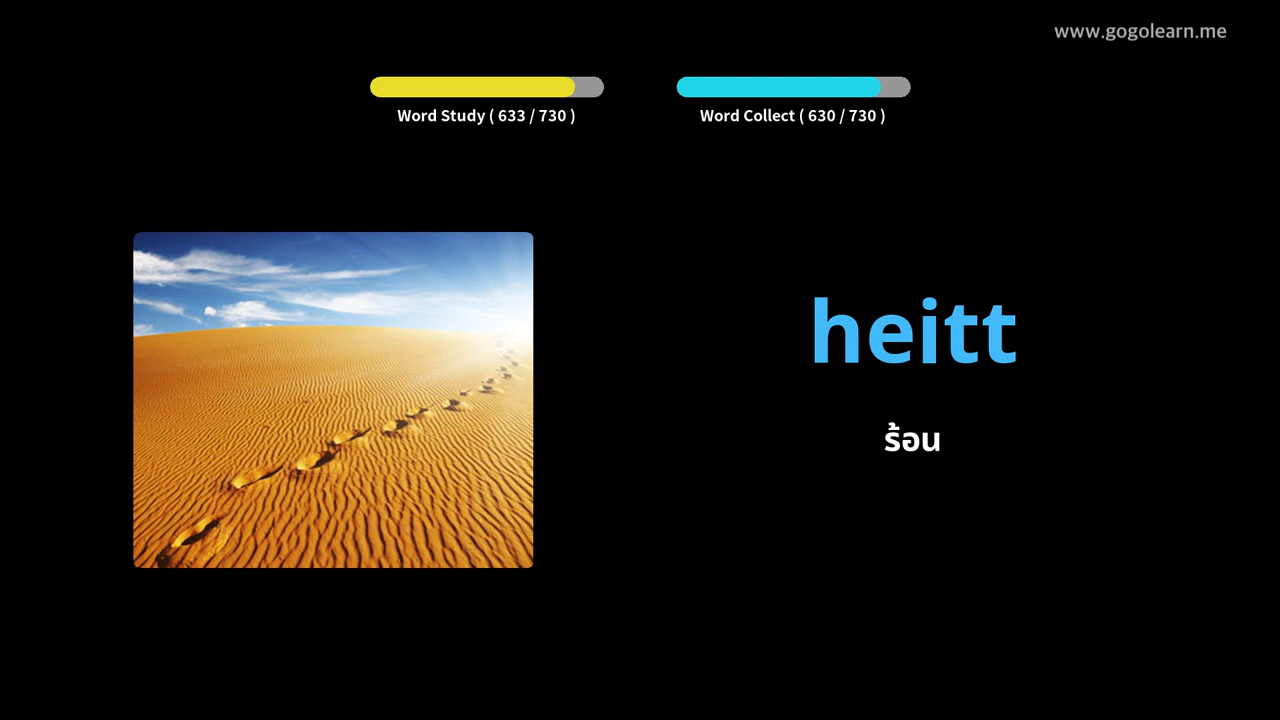 www.gogolearn.me
Word Study ( 633 / 730 )
Word Collect ( 630 / 730 )
heitt
ร้อน